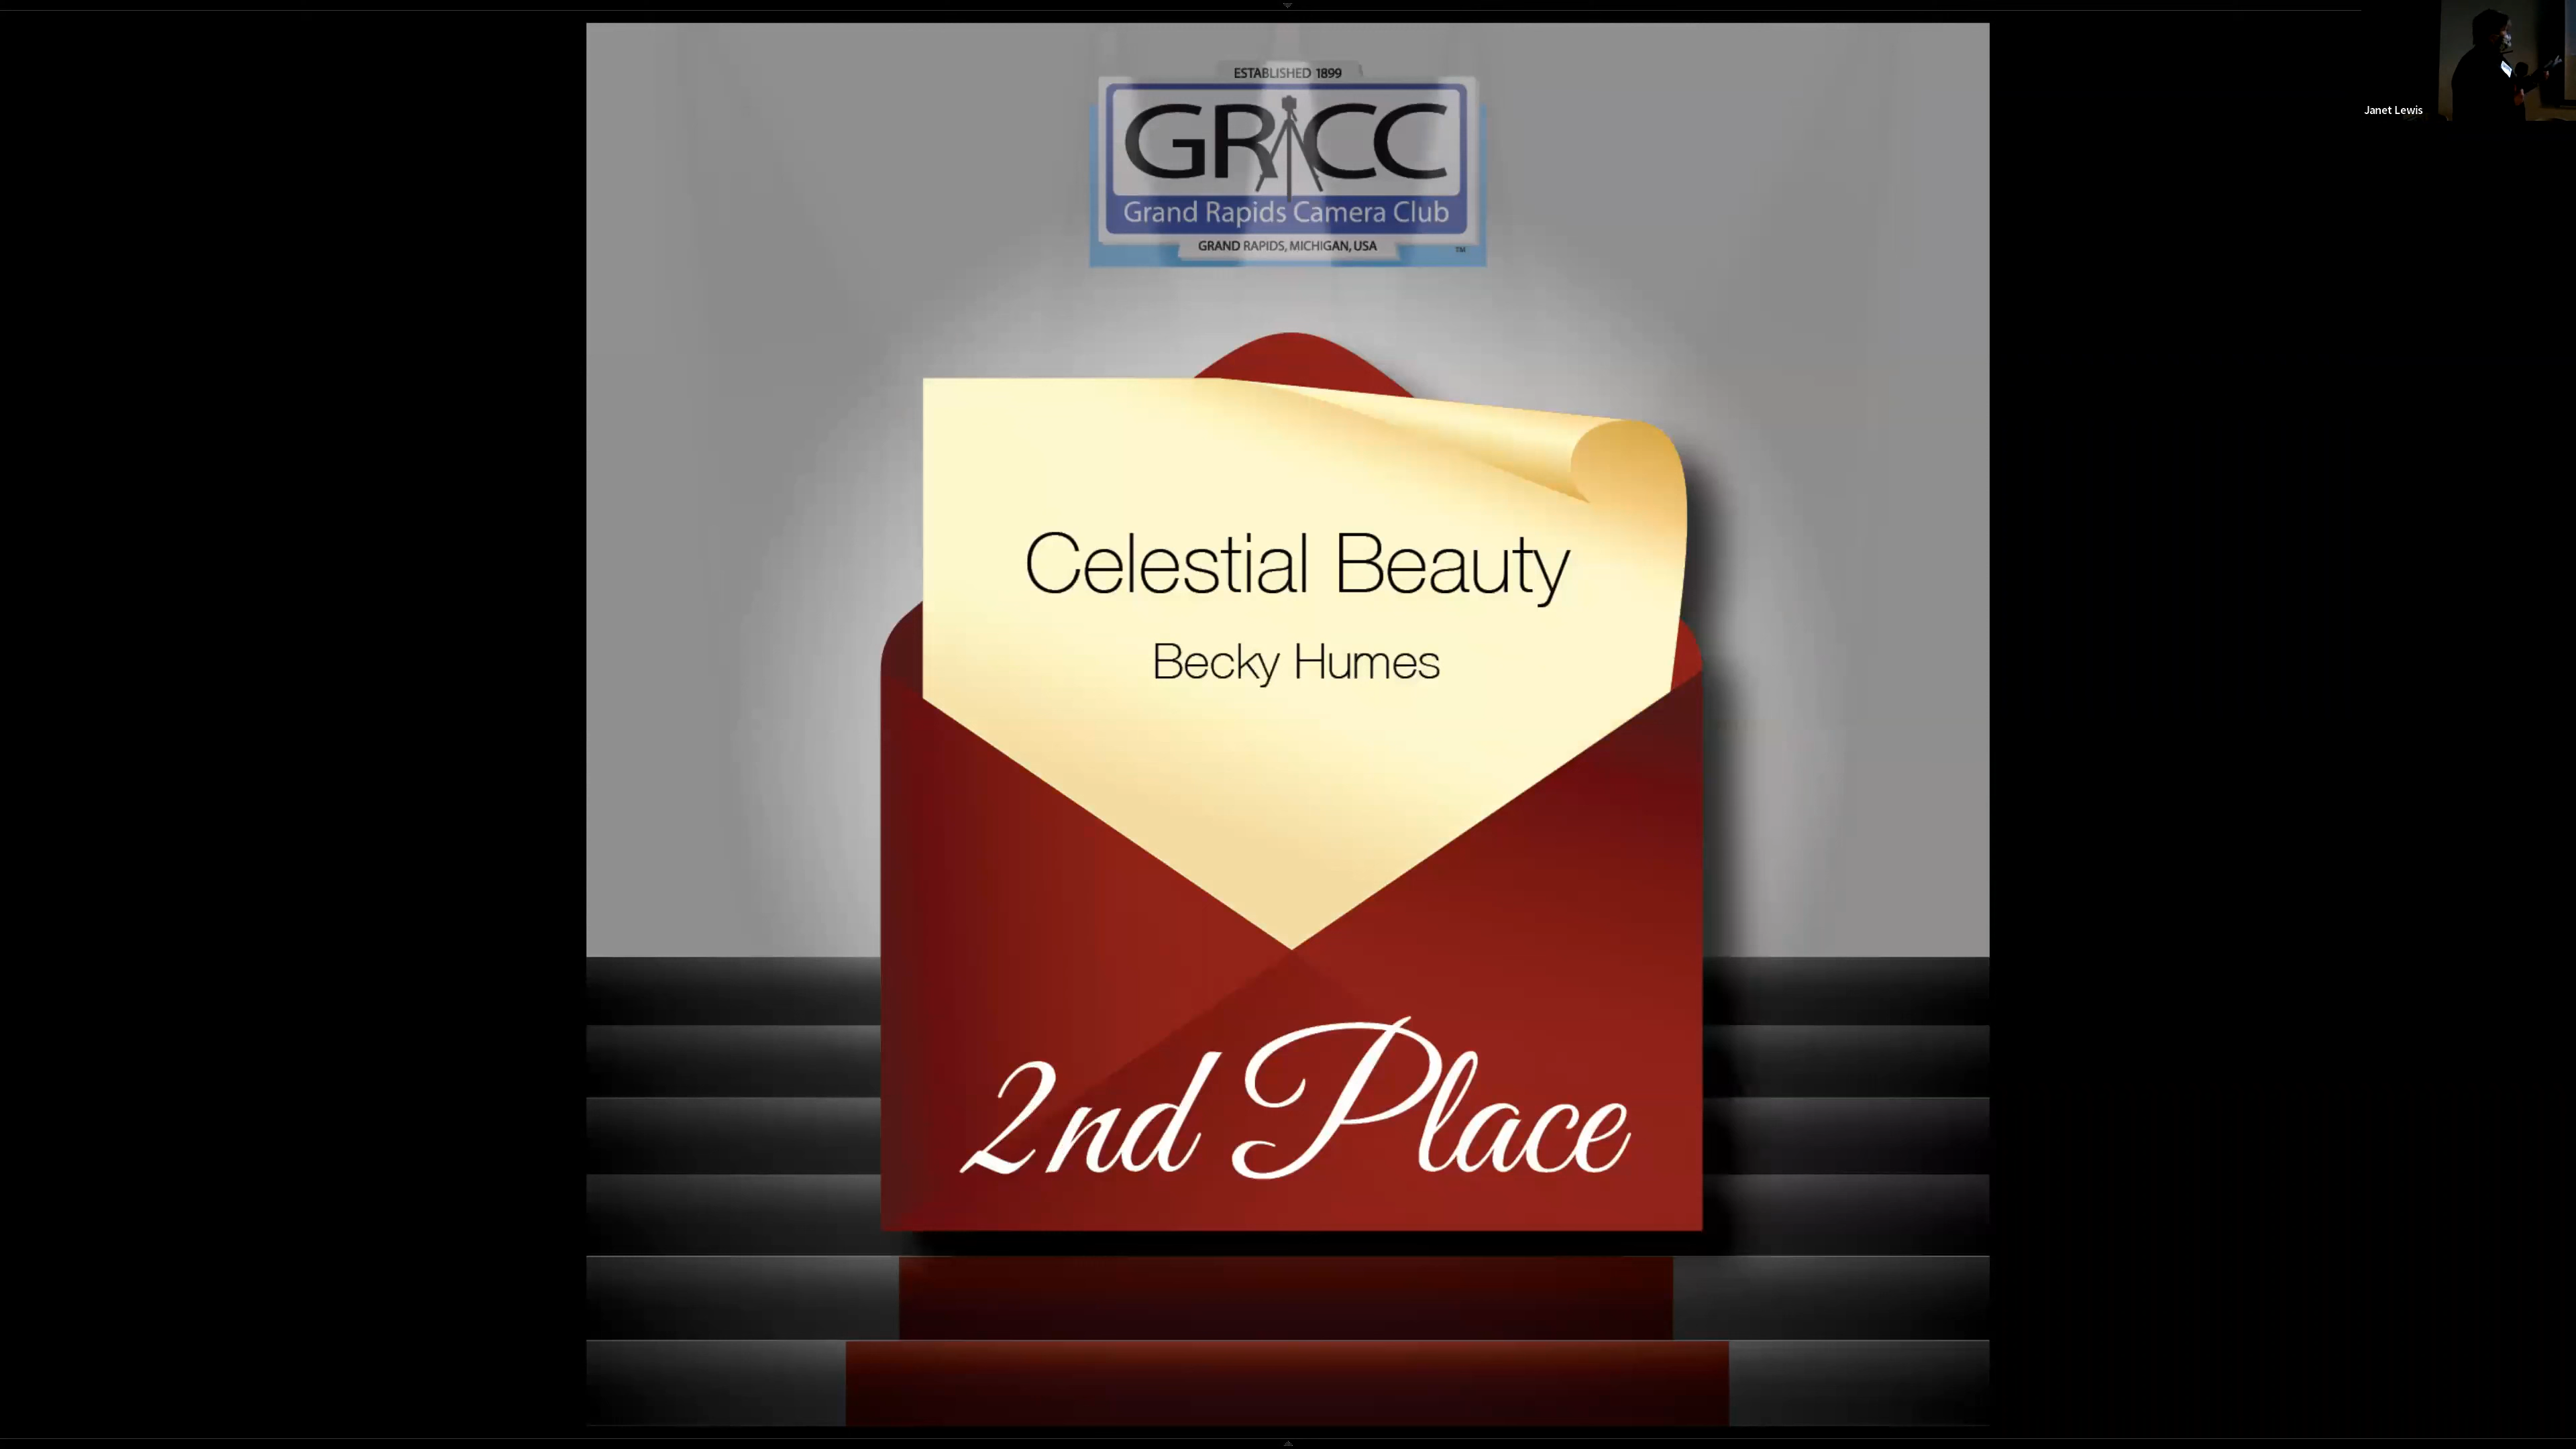 ESTABLISHED 1899
GRCC
Grand Rapids Camera Club
GRAND RAPIDS, MICHIGAN, USA
TM
Janet Lewis
Celestial Beauty
Becky Humes
2nd Place